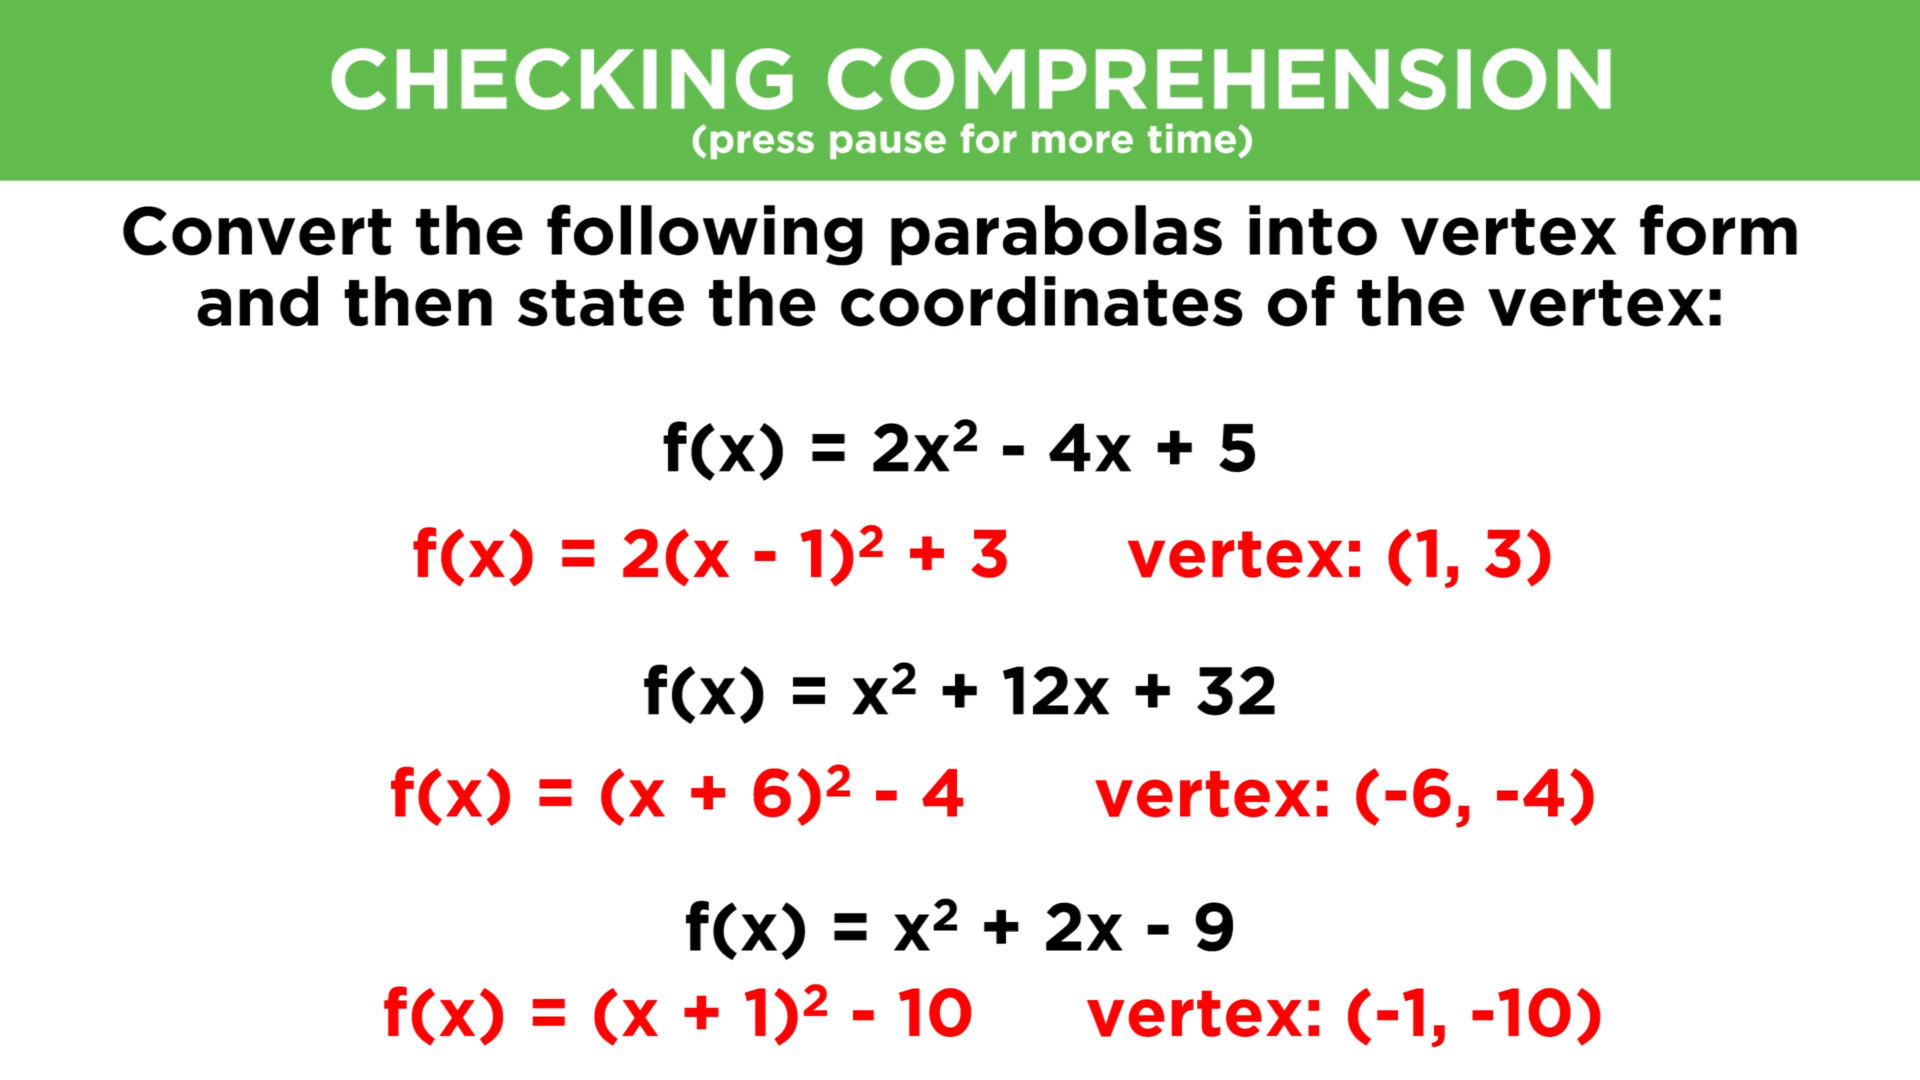 CHECKING COMPREHENSION
(press pause for more time)
Convert the following parabolas into vertex form
and then state the coordinates of the vertex:
f(x) = 2x² - 4x + 5
f(x) = 2(x - 1)² + 3 vertex: (1, 3)
f(x) = x² + 12x + 32
f(x) = (x + 6)² - 4 vertex: (-6, -4)
f(x) = x² + 2x - 9
f(x) = (x + 1)² - 10 vertex: (-1, -10)